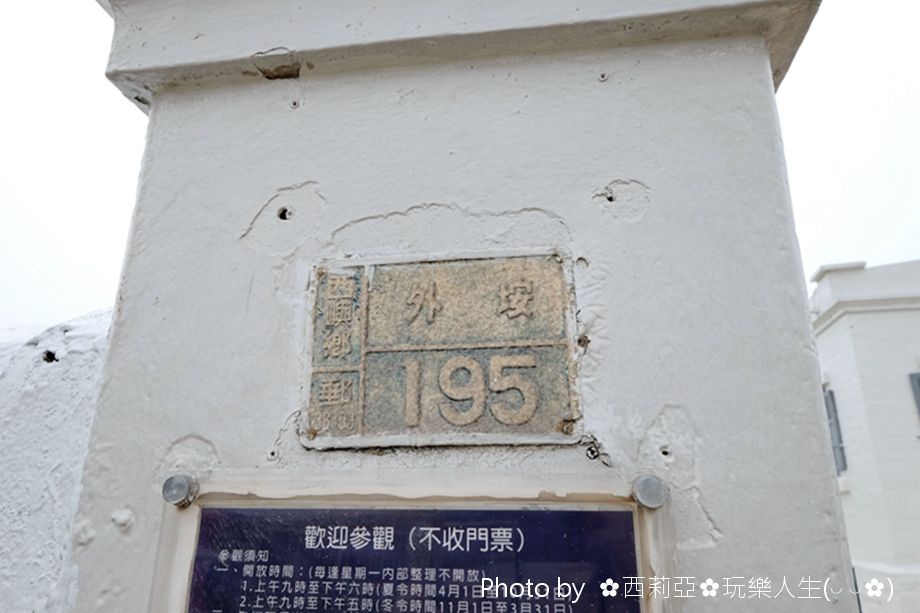 西嶼鄉
外垵
郵
195
歡迎參觀（不收門票）
參觀須知
一、開放時間：(每逢星期一內部整理不開放)
1.上午九時至下午六時(夏令時間4月1日
2.上午九時至下午五時(冬令時間11月1日至3月31日)
Photo by ✿西莉亞✿玩樂人生(◡ ◡✿)